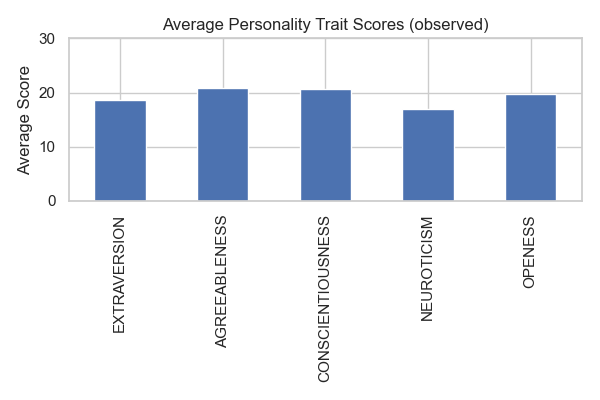 Average Personality Trait Scores (observed)
Average Score
30
20
10
0
EXTRAVERSION
AGREEABLENESS
CONSCIENTIOUSNESS
NEUROTICISM
OPENESS